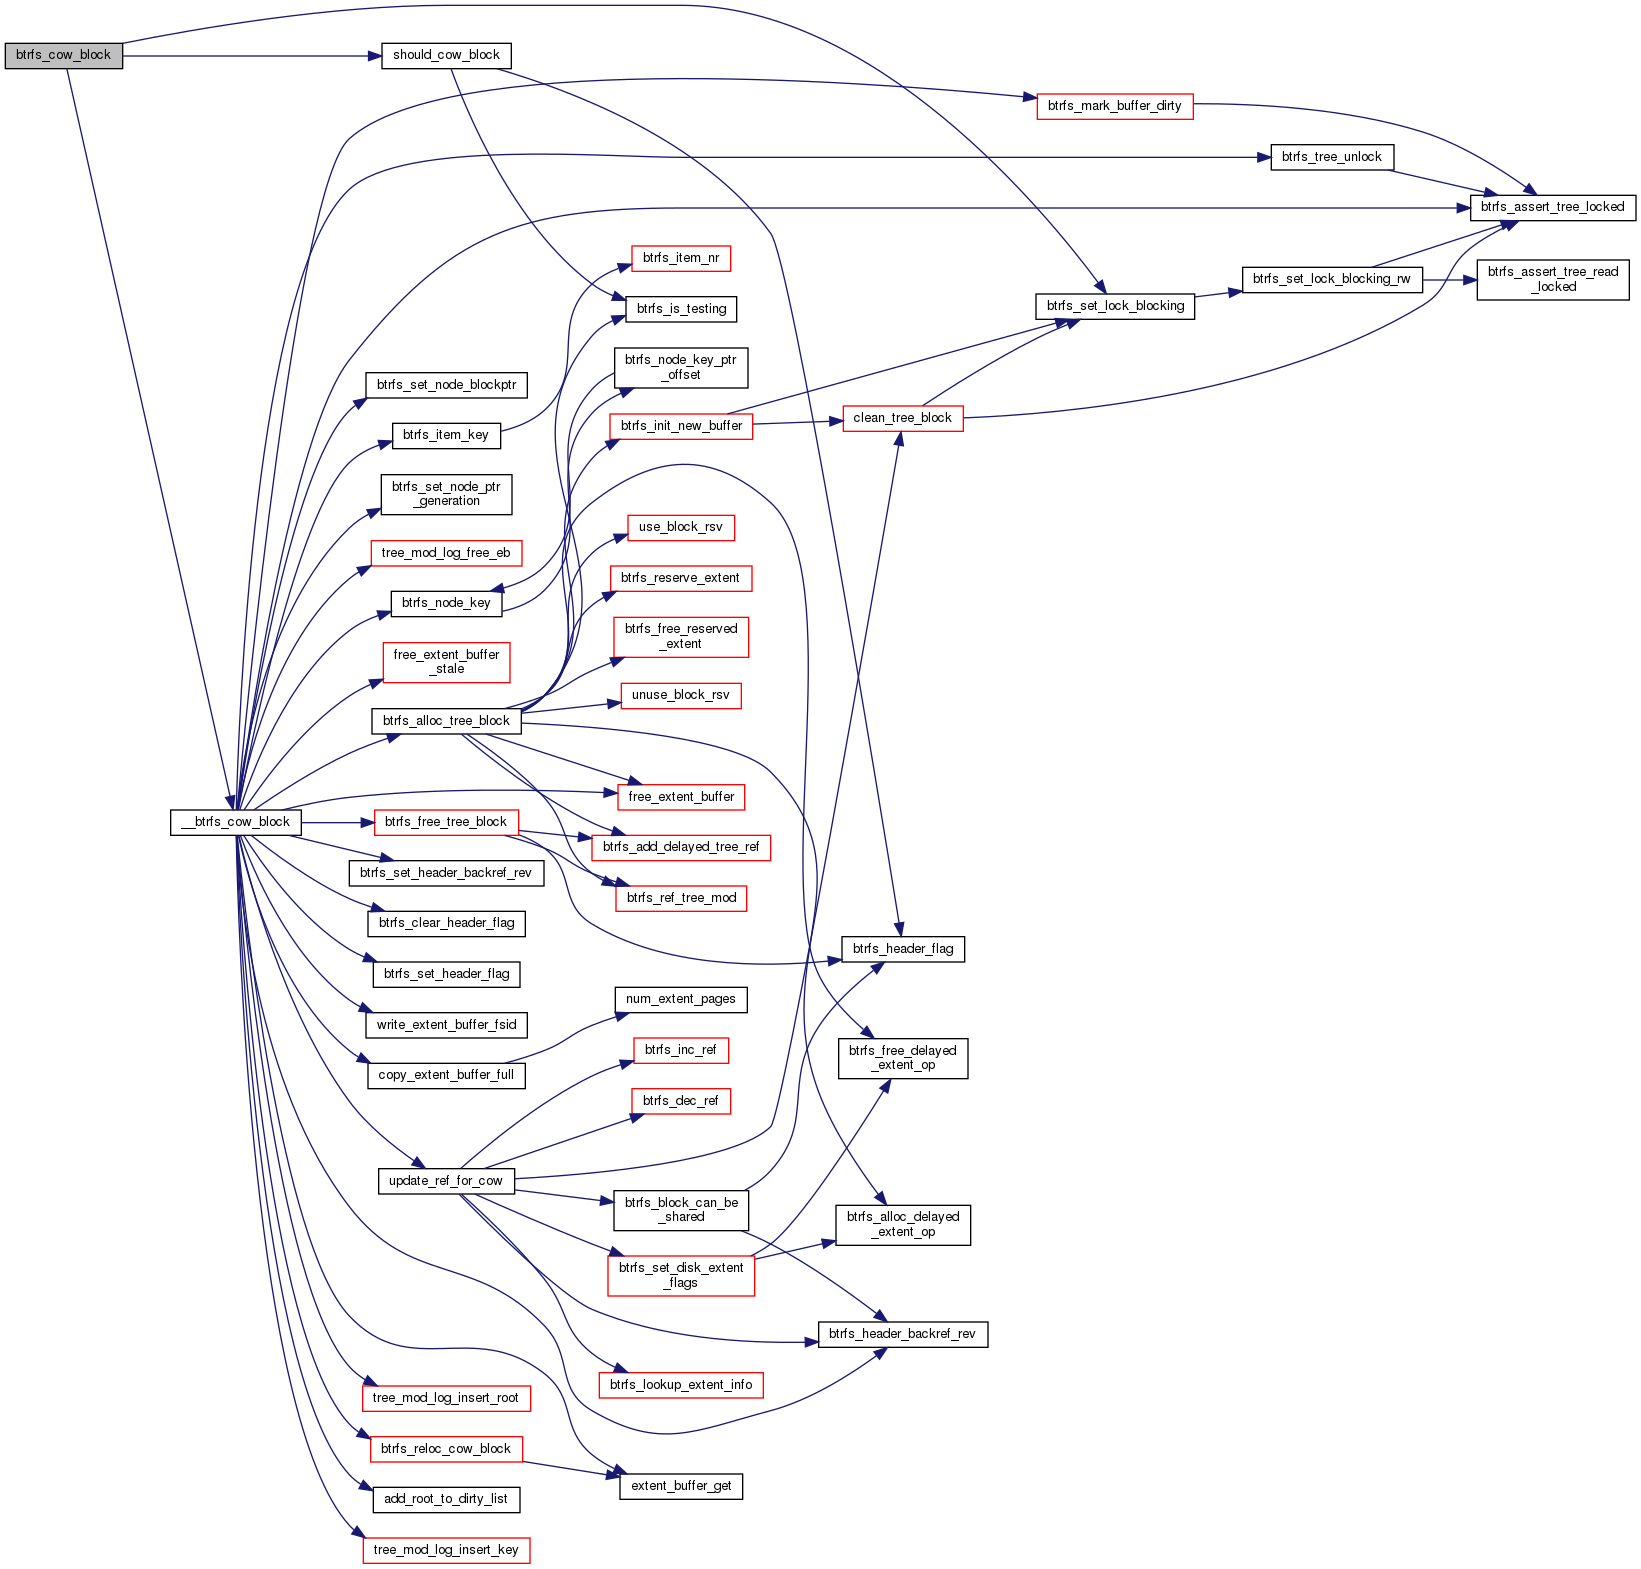 btrfs_cow_block
should_cow_block
btrfs_mark_buffer_dirty
btrfs_tree_unlock
btrfs_assert_tree_locked
btrfs_item_nr
btrfs_set_lock_blocking_rw
btrfs_assert_tree_read
_locked
btrfs_is_testing
btrfs_set_lock_blocking
btrfs_node_key_ptr
_offset
btrfs_set_node_blockptr
btrfs_item_key
btrfs_init_new_buffer
clean_tree_block
btrfs_set_node_ptr
_generation
use_block_rsv
tree_mod_log_free_eb
btrfs_reserve_extent
btrfs_node_key
btrfs_free_reserved
_extent
free_extent_buffer
_stale
unuse_block_rsv
btrfs_alloc_tree_block
free_extent_buffer
__btrfs_cow_block
btrfs_free_tree_block
btrfs_add_delayed_tree_ref
btrfs_set_header_backref_rev
btrfs_ref_tree_mod
btrfs_clear_header_flag
btrfs_header_flag
btrfs_set_header_flag
num_extent_pages
write_extent_buffer_fsid
btrfs_inc_ref
btrfs_free_delayed
_extent_op
copy_extent_buffer_full
btrfs_dec_ref
update_ref_for_cow
btrfs_block_can_be
_shared
btrfs_alloc_delayed
_extent_op
btrfs_set_disk_extent
_flags
btrfs_header_backref_rev
btrfs_lookup_extent_info
tree_mod_log_insert_root
btrfs_reloc_cow_block
extent_buffer_get
add_root_to_dirty_list
tree_mod_log_insert_key